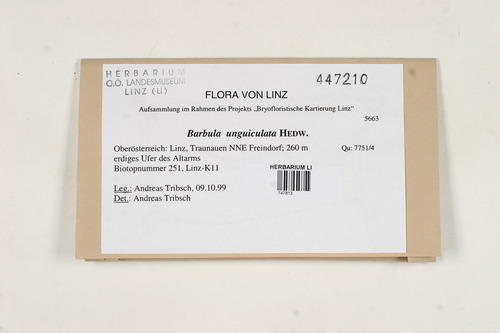 HERBARIUM
O.Ö. LANDESMUSEUM
LINZ (LI)
447210
FLORA VON LINZ
Aufsammlung im Rahmen des Projekts „Bryofloristische Kartierung Linz“
5663
Barbula unguiculata HEDW.
Oberösterreich: Linz, Traunauen NNE Freindorf; 260 m
Qu: 7751/4
erdiges Ufer des Altarms
Biotopnummer 251, Linz-K11
HERBARIUM LI
747813
Leg.: Andreas Tribsch, 09.10.99
Det.: Andreas Tribsch